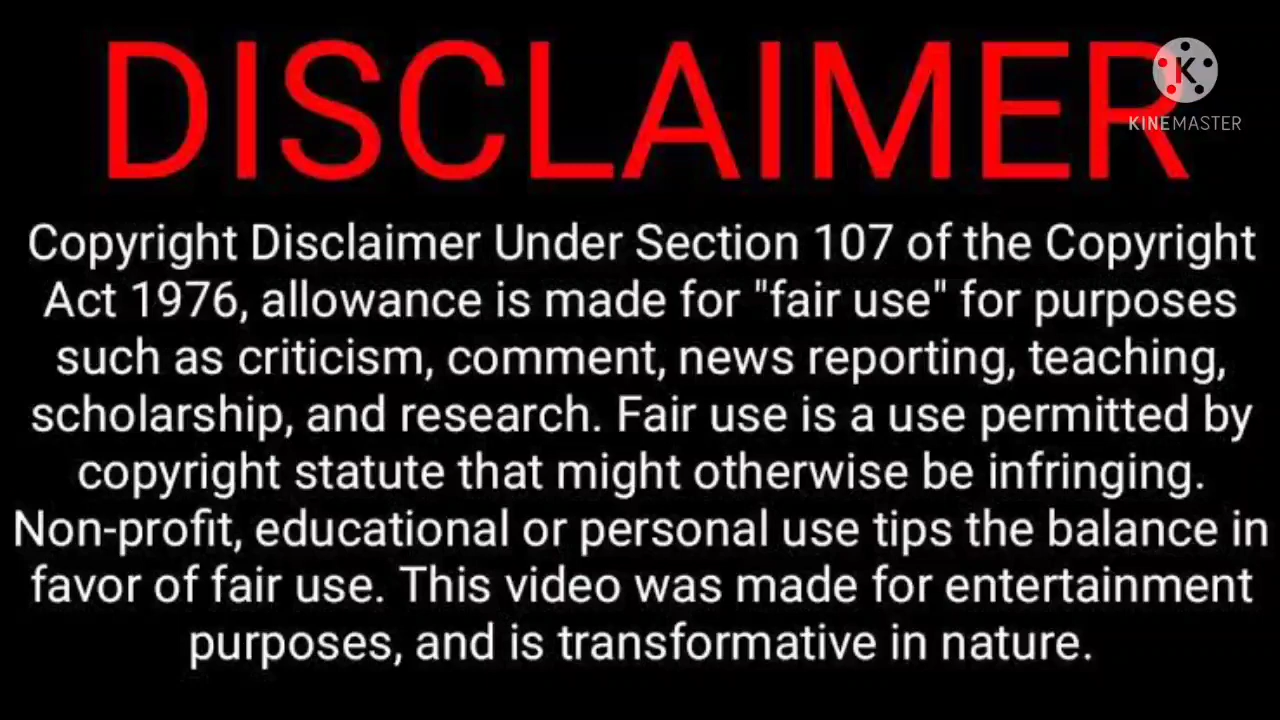 DISCLAIMER
K
KINEMASTER
Copyright Disclaimer Under Section 107 of the Copyright
Act 1976, allowance is made for "fair use" for purposes
such as criticism, comment, news reporting, teaching,
scholarship, and research. Fair use is a use permitted by
copyright statute that might otherwise be infringing.
Non-profit, educational or personal use tips the balance in
favor of fair use. This video was made for entertainment
purposes, and is transformative in nature.